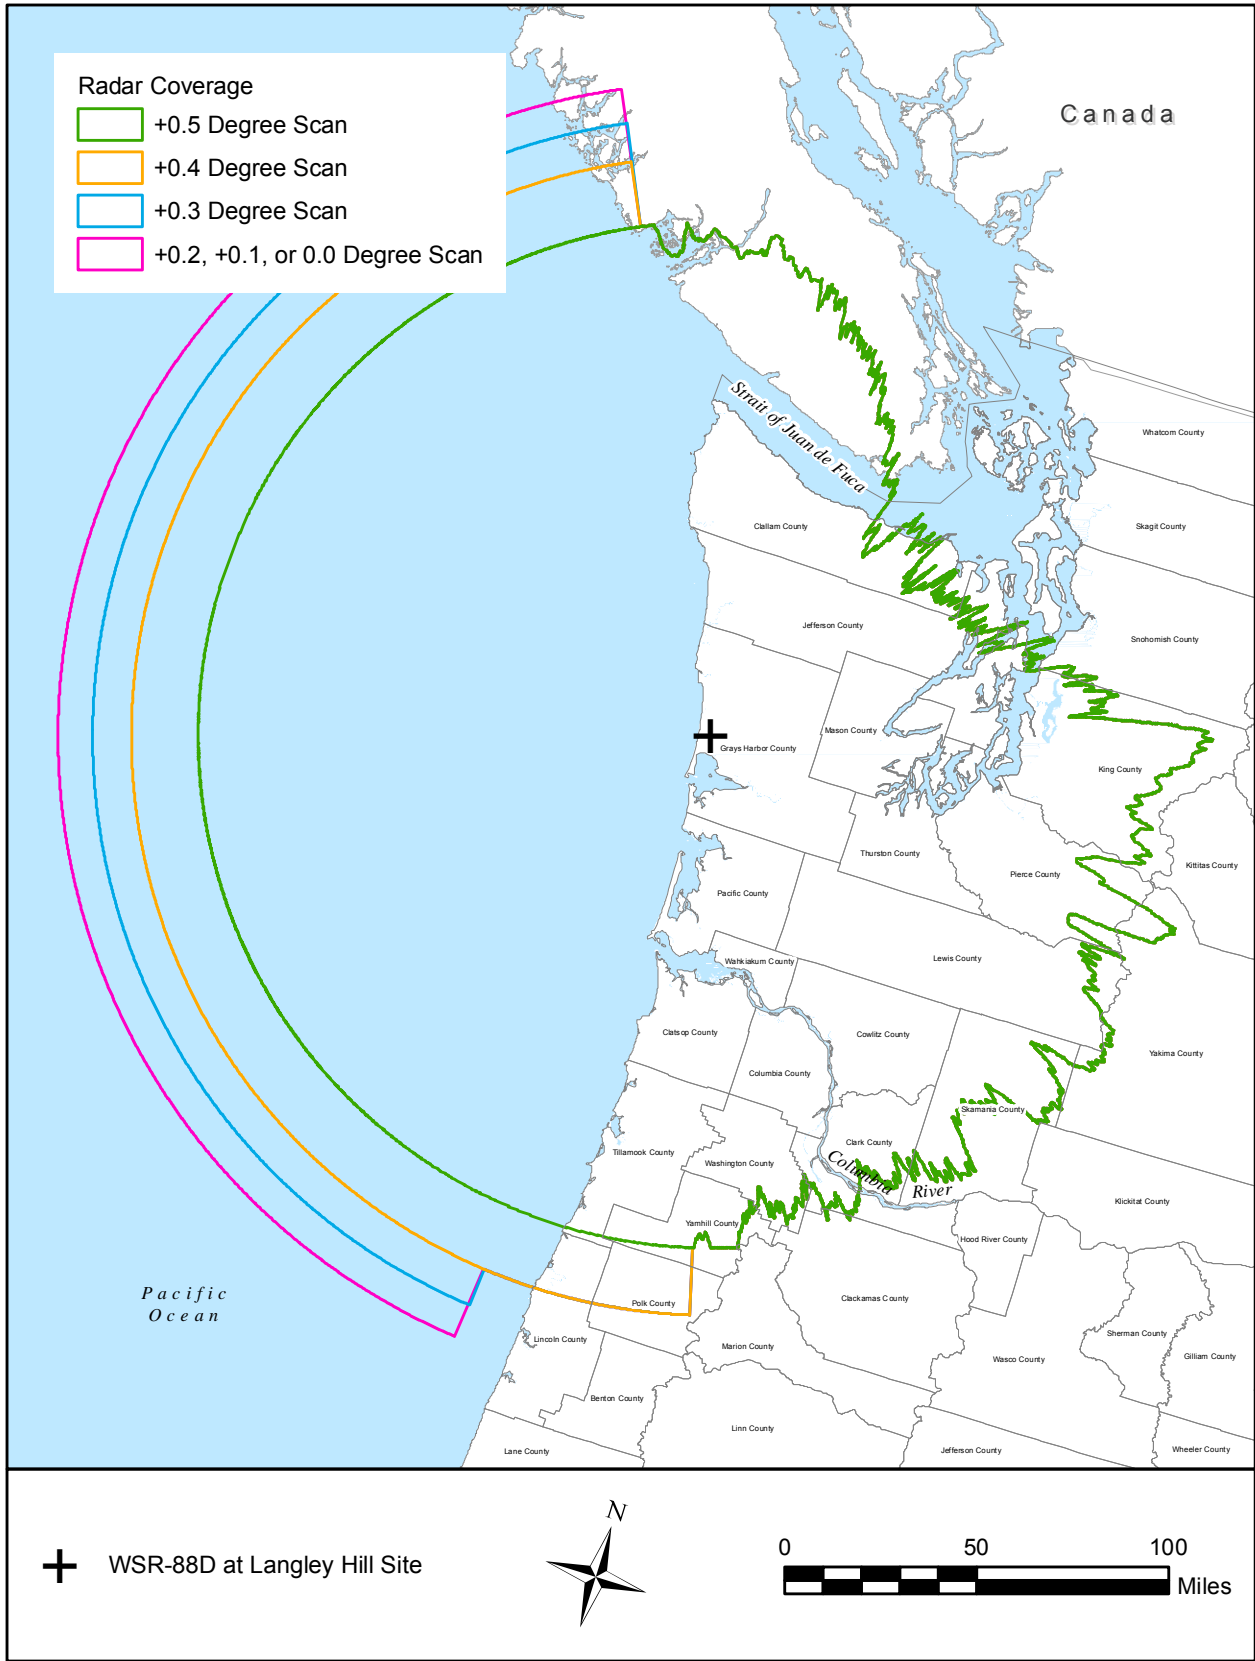 Radar Coverage
+0.5 Degree Scan
+0.4 Degree Scan
+0.3 Degree Scan
+0.2, +0.1, or 0.0 Degree Scan
Canada
Strait of Juan de Fuca
Whatcom County
Skagit County
Clallam County
Jefferson County
Snohomish County
Mason County
Grays Harbor County
King County
Thurston County
Kittitas County
Pierce County
Pacific County
Lewis County
Wahkiakum County
Clatsop County
Cowlitz County
Columbia County
Yakima County
Skamania County
Clark County
Tillamook County
Washington County
Columbia River
Klickitat County
Yamhill County
Hood River County
Pacific
Ocean
Polk County
Clackamas County
Lincoln County
Marion County
Sherman County
Gilliam County
Wasco County
Benton County
Linn County
Lane County
Jefferson County
Wheeler County
WSR-88D at Langley Hill Site
N
0 50 100
Miles